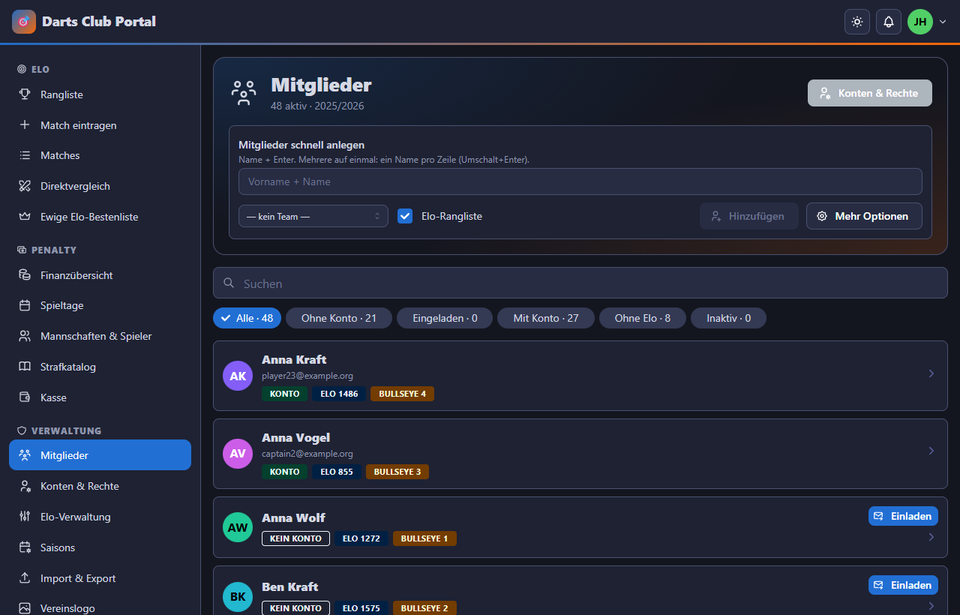 Darts Club Portal
JH
ELO
Rangliste
Match eintragen
Matches
Direktvergleich
Ewige Elo-Bestenliste
PENALTY
Finanzübersicht
Spieltage
Mannschaften & Spieler
Strafkatalog
Kasse
VERWALTUNG
Mitglieder
Konten & Rechte
Elo-Verwaltung
Saisons
Import & Export
Vereinslogo
Mitglieder
48 aktiv · 2025/2026
Konten & Rechte
Mitglieder schnell anlegen
Name + Enter. Mehrere auf einmal: ein Name pro Zeile (Umschalt+Enter).
Vorname + Name
— kein Team —
Elo-Rangliste
Hinzufügen
Mehr Optionen
Suchen
Alle · 48
Ohne Konto · 21
Eingeladen · 0
Mit Konto · 27
Ohne Elo · 8
Inaktiv · 0
AK
Anna Kraft
player23@example.org
KONTO ELO 1486 BULLSEYE 4
AV
Anna Vogel
captain2@example.org
KONTO ELO 855 BULLSEYE 3
AW
Anna Wolf
KEIN KONTO ELO 1272 BULLSEYE 1
Einladen
BK
Ben Kraft
KEIN KONTO ELO 1575 BULLSEYE 2
Einladen